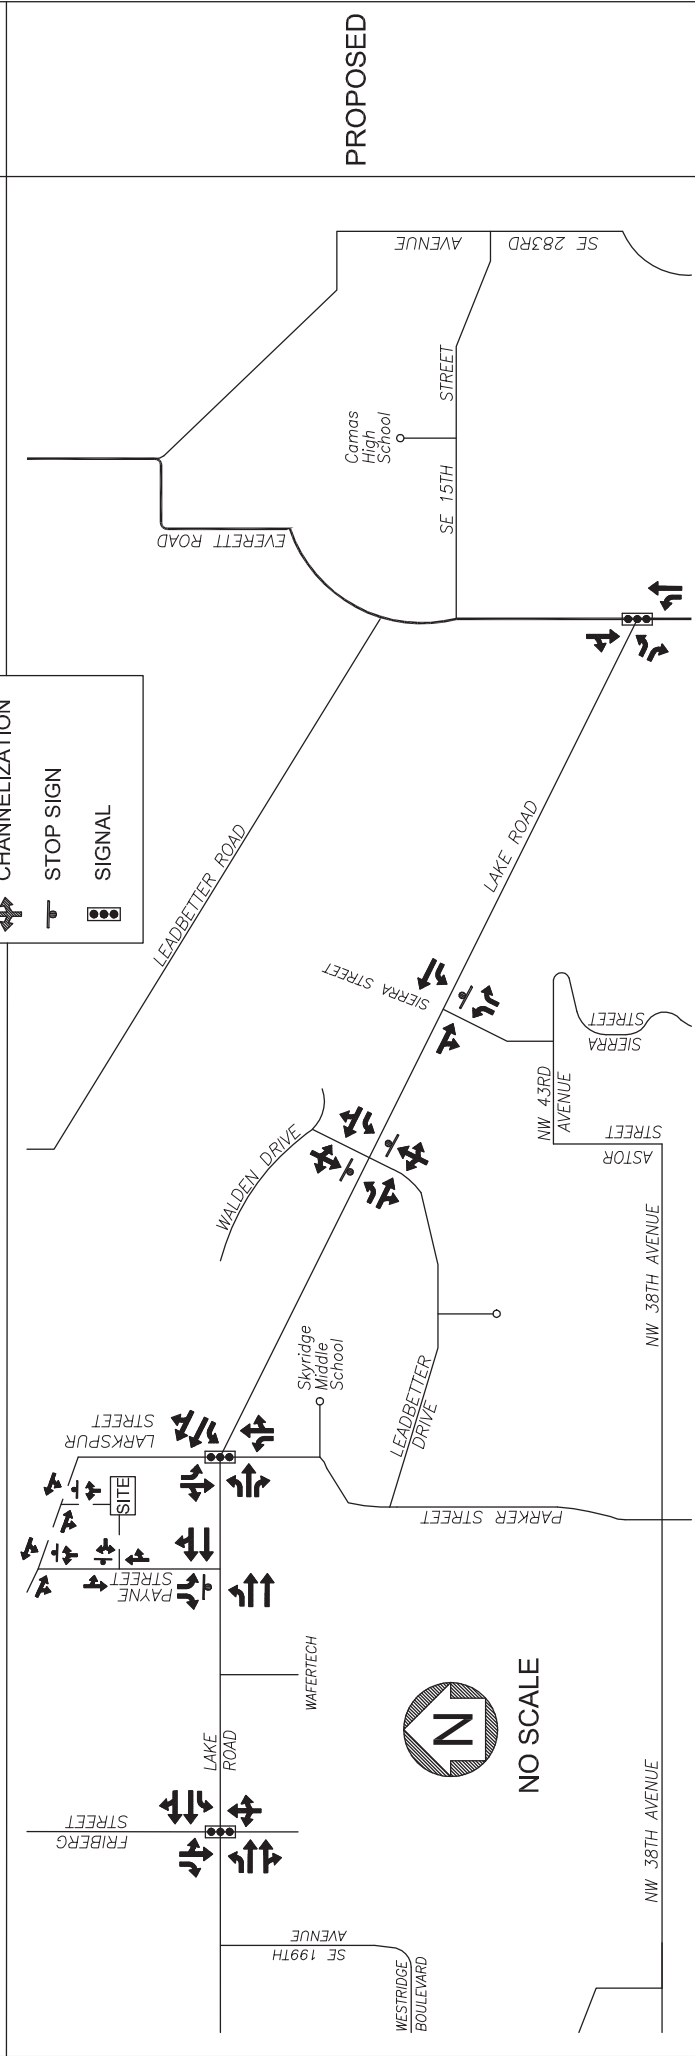 PROPOSED
CHANNELIZATION
STOP SIGN
SIGNAL
SE 283RD
AVENUE
Camas
High
School
SE 15TH
STREET
EVERETT ROAD
LEADBETTER ROAD
LAKE ROAD
SIERRA STREET
SIERRA
STREET
NW 43RD
AVENUE
ASTOR
STREET
WALDEN DRIVE
NW 38TH AVENUE
Skyridge
Middle
School
LEADBETTER
DRIVE
LARKSPUR
STREET
SITE
PAYNE
STREET
PARKER STREET
WAFERTECH
N
NO SCALE
LAKE
ROAD
FRIBERG
STREET
NW 38TH AVENUE
SE 199TH
AVENUE
WESTRIDGE
BOULEVARD